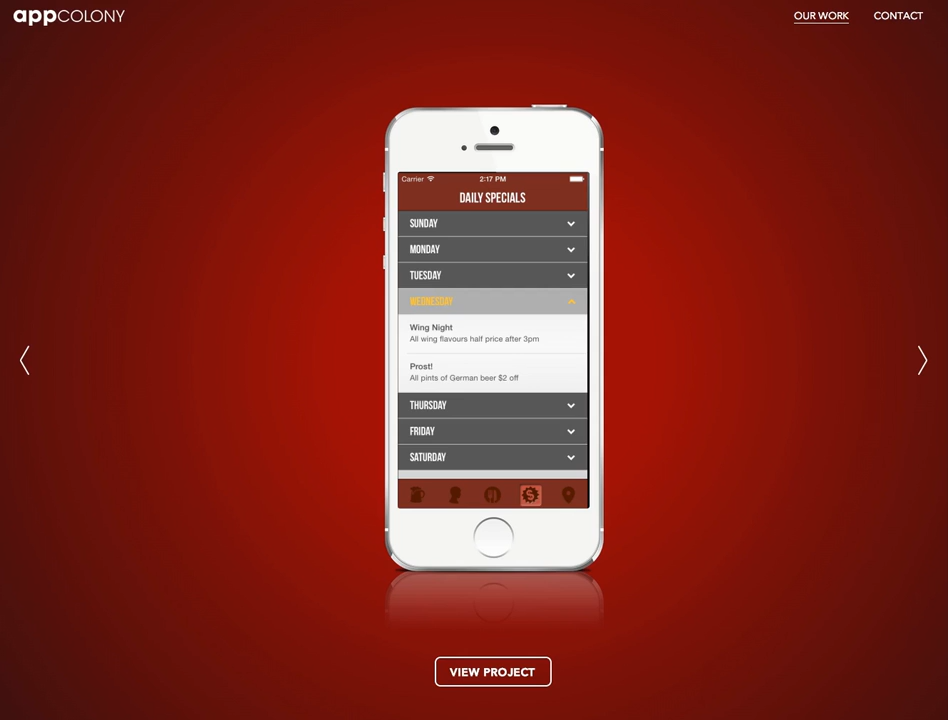 appCOLONY
OUR WORK
CONTACT
Carrier
2:17 PM
DAILY SPECIALS
SUNDAY
MONDAY
TUESDAY
WEDNESDAY
Wing Night
All wing flavours half price after 3pm
Prost!
All pints of German beer $2 off
THURSDAY
FRIDAY
SATURDAY
$
VIEW PROJECT